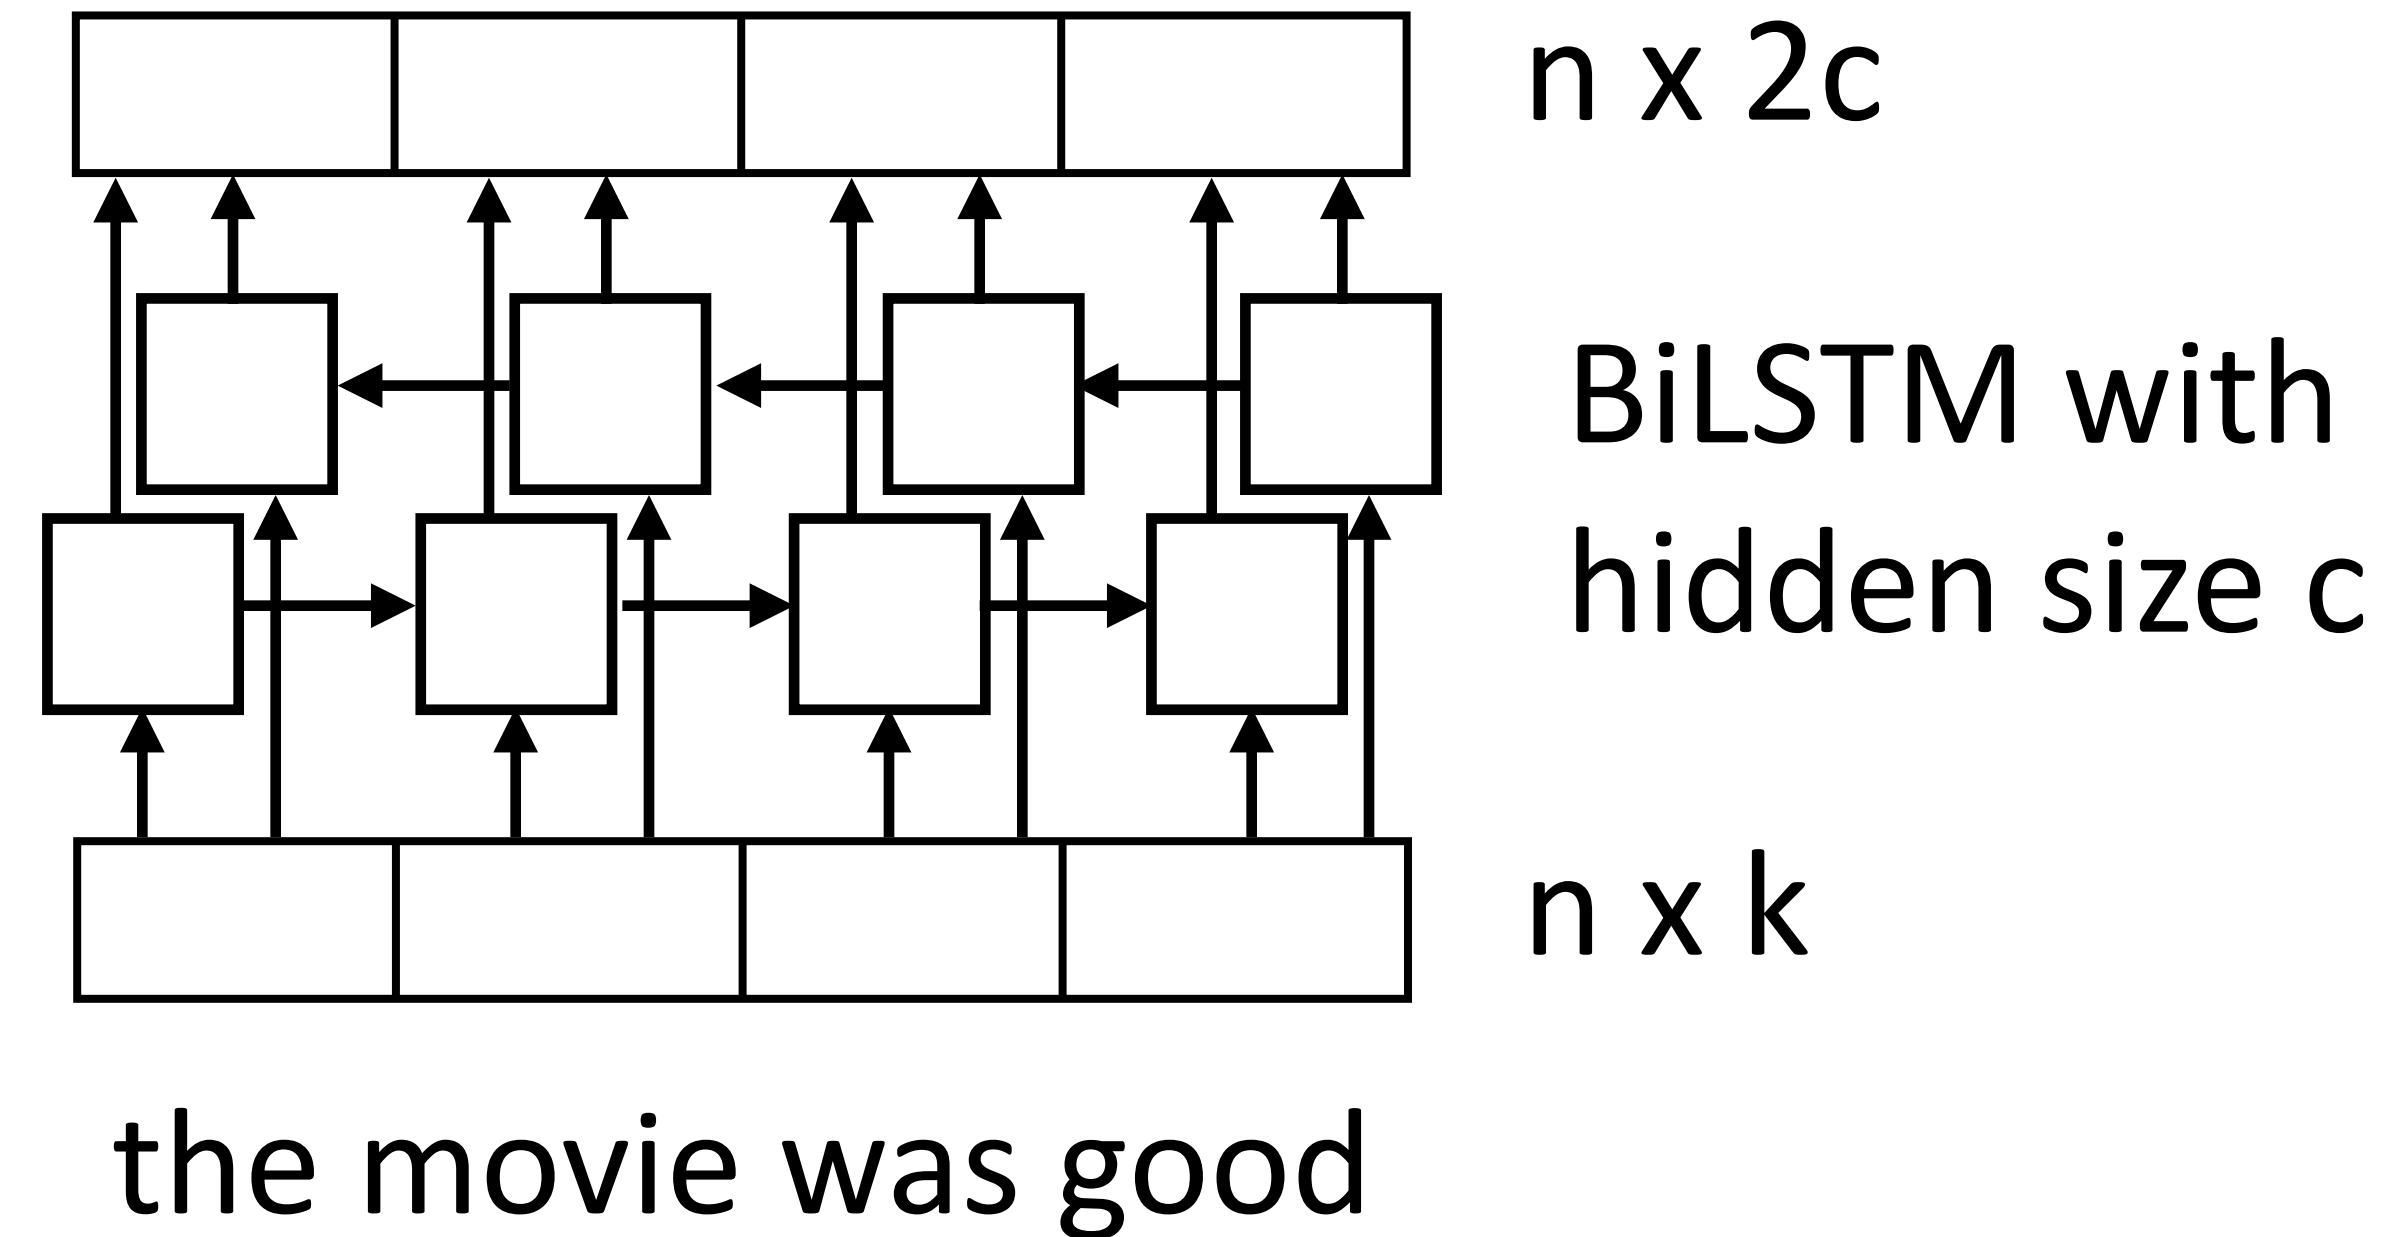 n x 2c
BiLSTM with
hidden size c
n x k
the movie was good